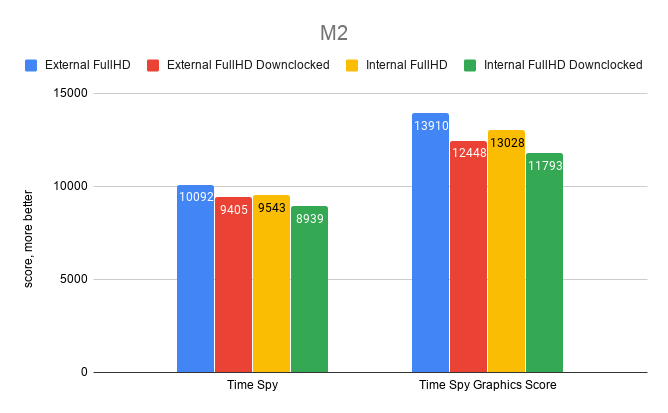 M2
External FullHD External FullHD Downclocked Internal FullHD Internal FullHD Downclocked
score, more better
15000
10000
5000
0
10092 9405 9543 8939
13910 12448 13028 11793
Time Spy Time Spy Graphics Score